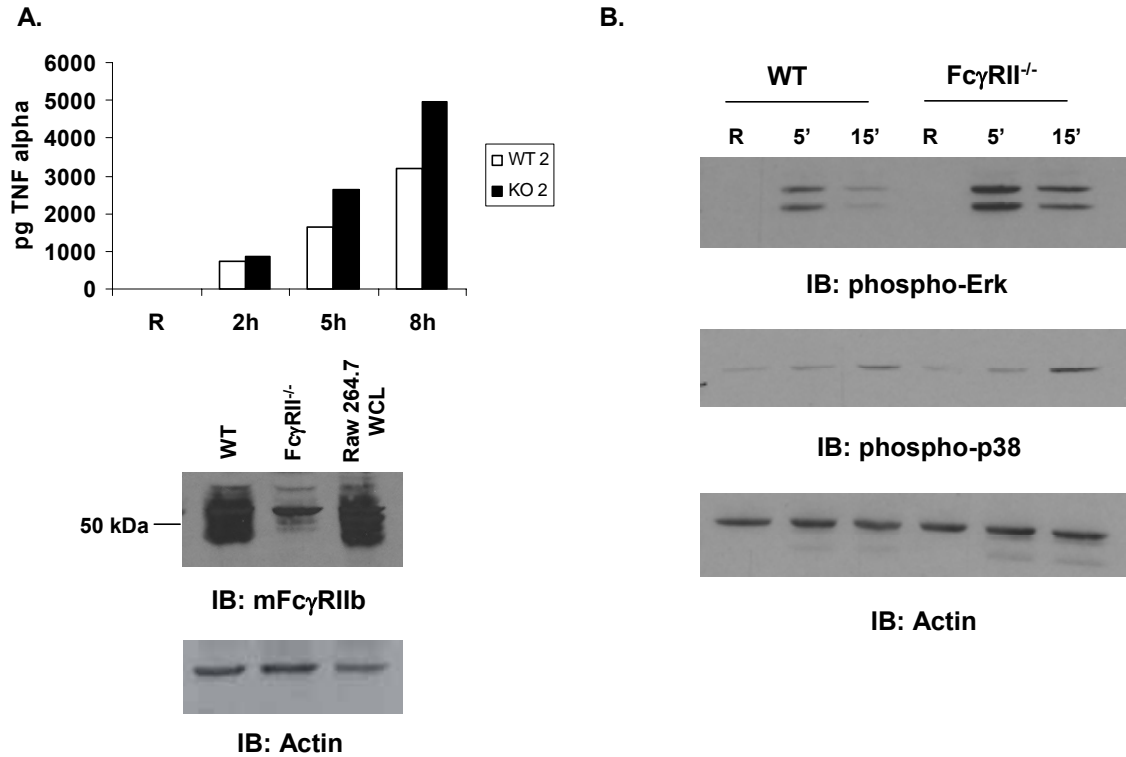 A.
6000
5000
4000
3000
2000
1000
0
pg TNF alpha
R 2h 5h 8h
WT 2
KO 2
WT
FcγRII-/-
Raw 264.7
WCL
50 kDa
IB: mFcγRIIb
IB: Actin
B.
WT FcγRII-/-
R 5' 15' R 5' 15'
IB: phospho-Erk
IB: phospho-p38
IB: Actin